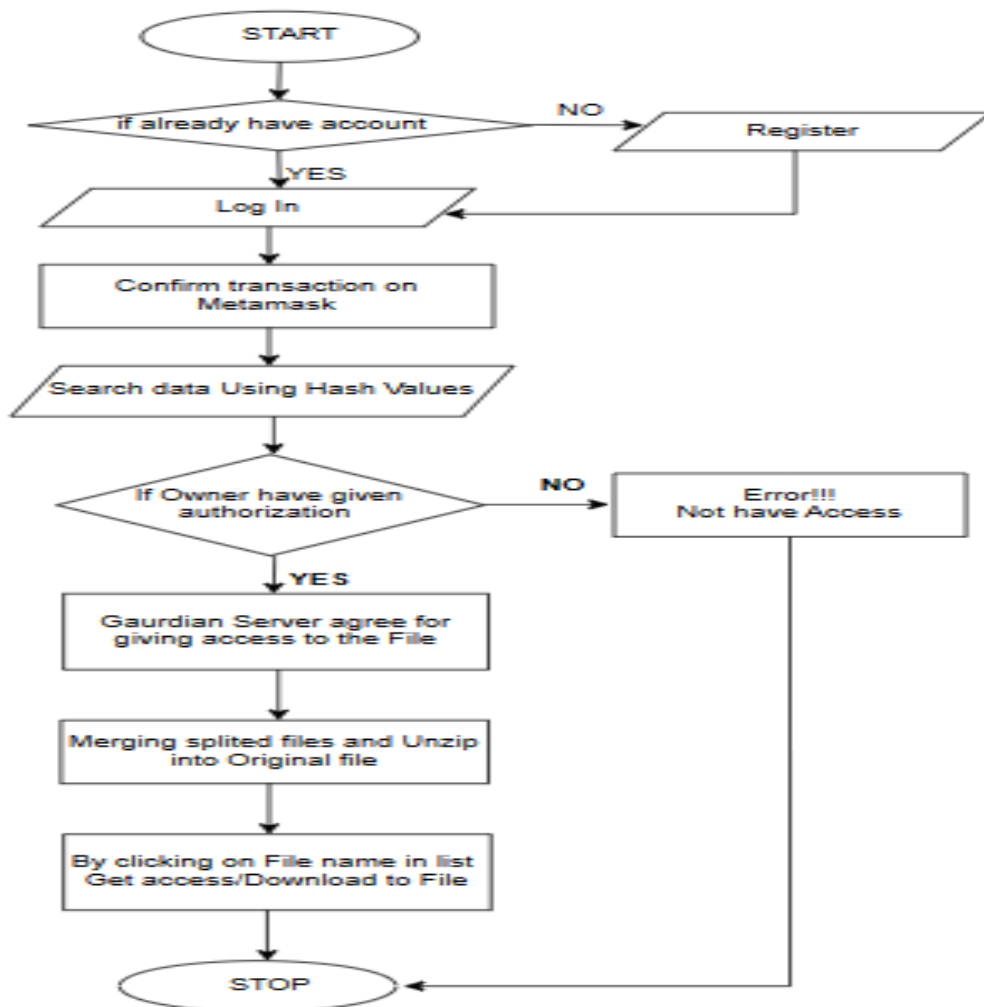 START
if already have account
NO
Register
YES
Log In
Confirm transaction on
Metamask
Search data Using Hash Values
If Owner have given
authorization
NO
Error!!!
Not have Access
YES
Gaurdian Server agree for
giving access to the File
Merging splited files and Unzip
into Original file
By clicking on File name in list
Get access/Download to File
STOP